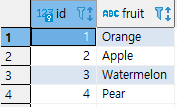 id fruit
1 1 Orange
2 2 Apple
3 3 Watermelon
4 4 Pear